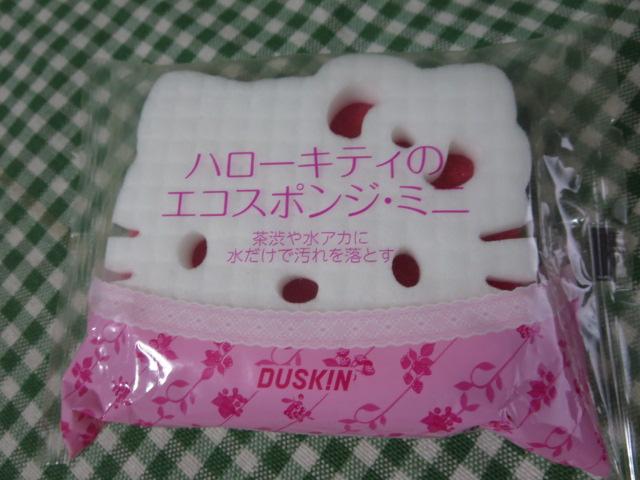 ハローキティの
エコスポンジ・ミニ
茶渋や水アカに
水だけで汚れを落とす
DUSKIN